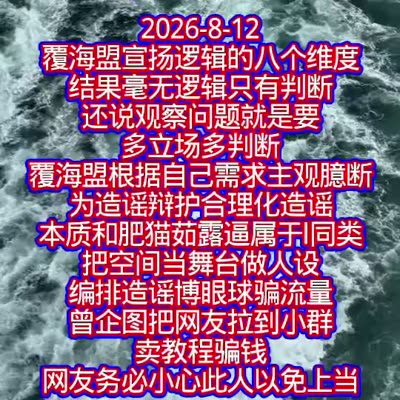 2026-8-12
覆海盟宣扬逻辑的八个维度
结果毫无逻辑只有判断
还说观察问题就是要
多立场多判断
覆海盟根据自己需求主观臆断
为造谣辩护合理化造谣
本质和肥猫茹露逼属于I同类
把空间当舞台做人设
编排造谣博眼球骗流量
曾企图把网友拉到小群
卖教程骗钱
网友务必小心此人以免上当